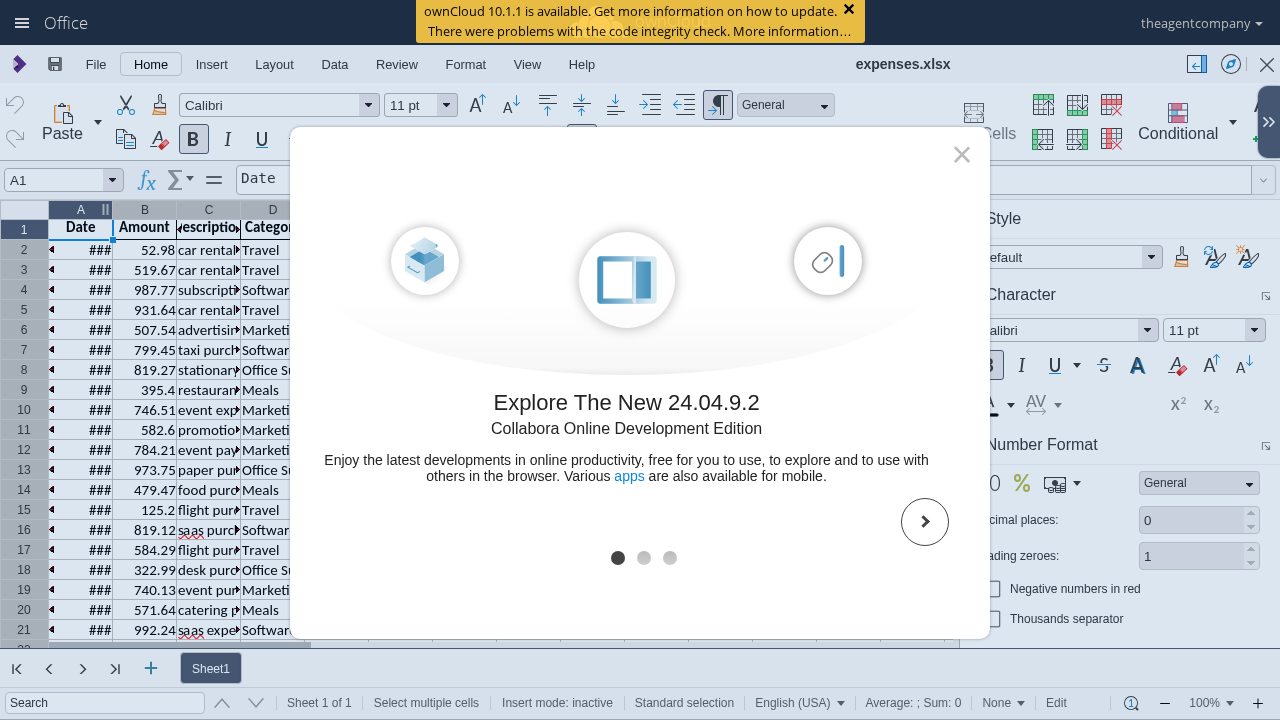 Office
ownCloud 10.1.1 is available. Get more information on how to update.
There were problems with the code integrity check. More information…
theagentcompany
File
Home
Insert
Layout
Data
Review
Format
View
Help
expenses.xlsx
Paste
Calibri
11 pt
General
B
I
U
Cells
Conditional
A1
Date
A B C D
1 Date Amount escriptio Categor
2 ### 52.98 car rental Travel
3 ### 519.67 car rental Travel
4 ### 987.77 subscripti Softwar
5 ### 931.64 car rental Travel
6 ### 507.54 advertisin Marketi
7 ### 799.45 taxi purch Softwar
8 ### 819.27 stationary Office Su
9 ### 395.4 restauran Meals
10 ### 746.51 event exp Marketi
11 ### 582.6 promotio Marketi
12 ### 784.21 event pay Marketi
13 ### 973.75 paper pur Office Su
14 ### 479.47 food purc Meals
15 ### 125.2 flight pur Travel
16 ### 819.12 saas purc Softwar
17 ### 584.29 flight pur Travel
18 ### 322.99 desk purc Office Su
19 ### 740.13 event pur Marketi
20 ### 571.64 catering p Meals
21 ### 992.24 saas expe Softwar
Explore The New 24.04.9.2
Collabora Online Development Edition
Enjoy the latest developments in online productivity, free for you to use, to explore and to use with
others in the browser. Various apps are also available for mobile.
Style
efault
Character
alibri
11 pt
Number Format
General
cimal places:
0
ading zeroes:
1
Negative numbers in red
Thousands separator
Sheet1
Search
Sheet 1 of 1
Select multiple cells
Insert mode: inactive
Standard selection
English (USA)
Average: ; Sum: 0
None
Edit
100%